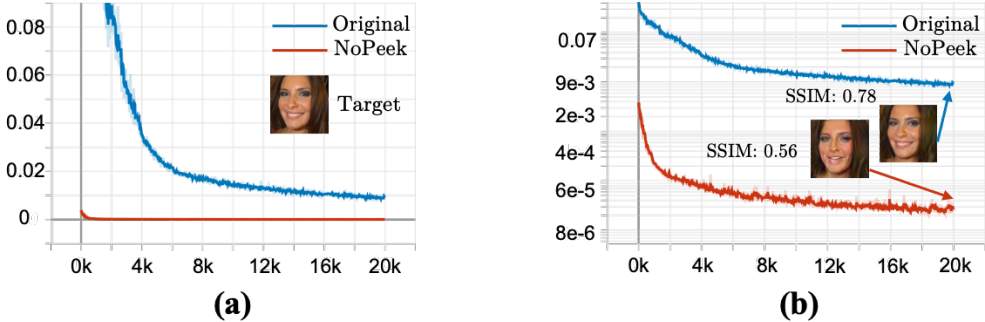 0.08
0.06
0.04
0.02
0
Original
NoPeek
Target
0k
4k
8k
12k
16k
20k
(a)
0.07
9e-3
2e-3
4e-4
6e-5
8e-6
Original
NoPeek
SSIM: 0.78
SSIM: 0.56
0k
4k
8k
12k
16k
20k
(b)